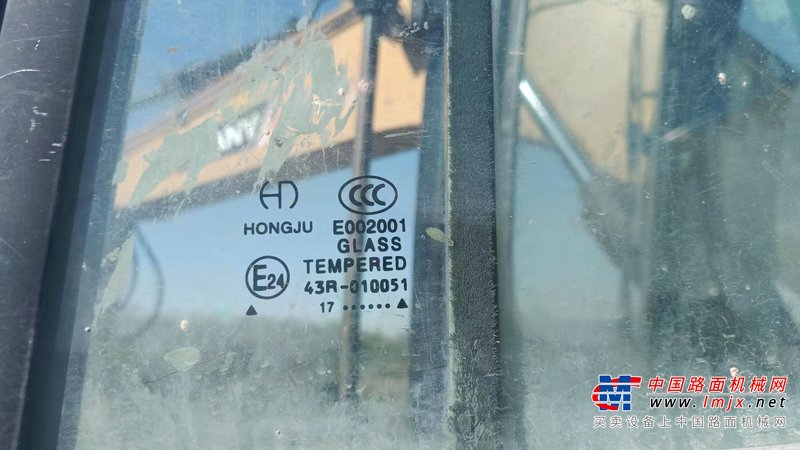 HONGJU
E002001
GLASS
TEMPERED
E24
43R-010051
17 ......
中国路面机械网
www.lmjx.net
买卖设备上中国路面机械网